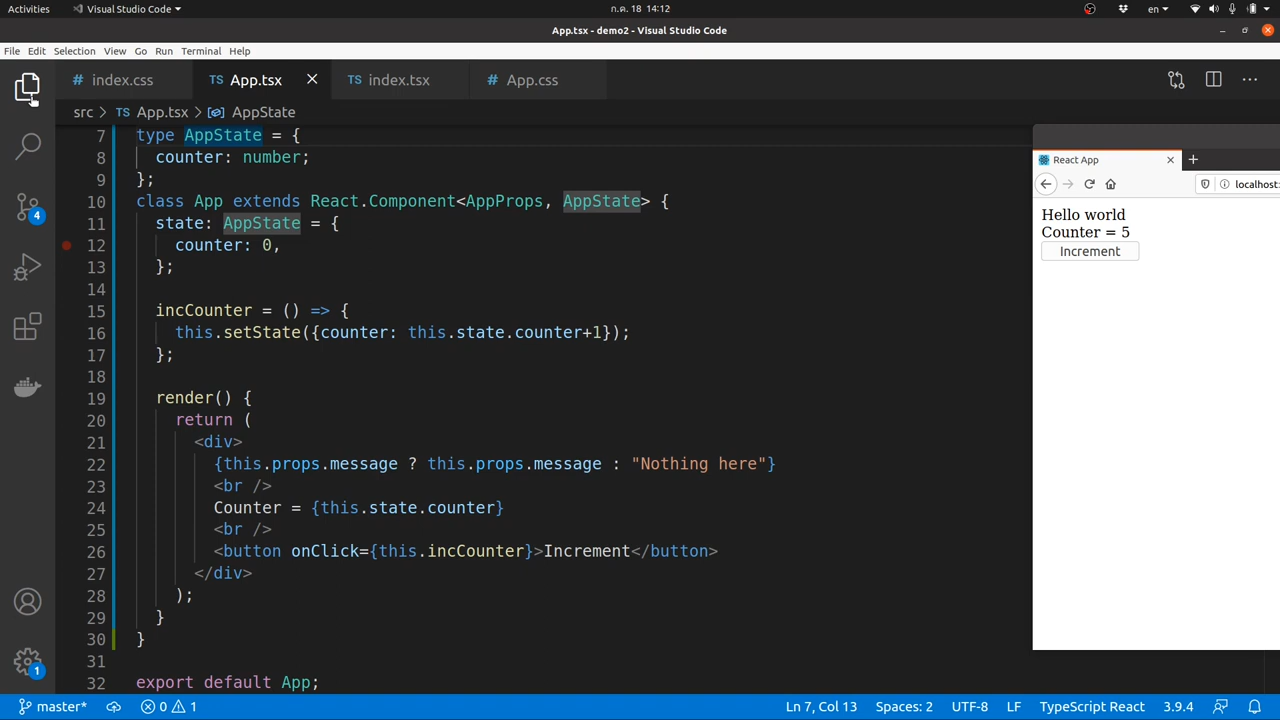 Activities
Visual Studio Code
ก.ค. 18 14:12
en
App.tsx - demo2 - Visual Studio Code
File Edit Selection View Go Run Terminal Help
# index.css
TS App.tsx
TS index.tsx
# App.css
src > TS App.tsx > AppState
7 type AppState = {
8 counter: number;
9 };
10 class App extends React.Component<AppProps, AppState> {
11 state: AppState = {
12 counter: 0,
13 };
14
15 incCounter = () => {
16 this.setState({counter: this.state.counter+1});
17 };
18
19 render() {
20 return (
21 <div>
22 {this.props.message ? this.props.message : "Nothing here"}
23 <br />
24 Counter = {this.state.counter}
25 <br />
26 <button onClick={this.incCounter}>Increment</button>
27 </div>
28 );
29 }
30 }
31
32 export default App;
React App
localhost:
Hello world
Counter = 5
Increment
4
1
master*
0 1
Ln 7, Col 13
Spaces: 2
UTF-8
LF
TypeScript React
3.9.4